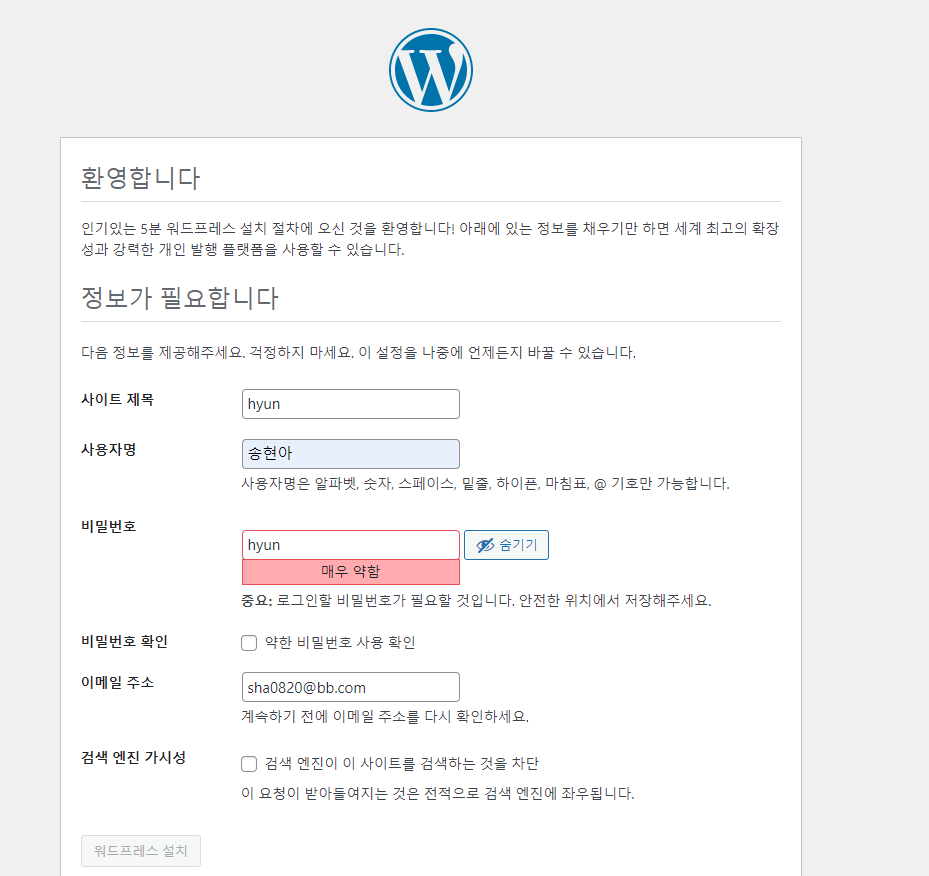 환영합니다
인기있는 5분 워드프레스 설치 절차에 오신 것을 환영합니다! 아래에 있는 정보를 채우기만 하면 세계 최고의 확장
성과 강력한 개인 발행 플랫폼을 사용할 수 있습니다.
정보가 필요합니다
다음 정보를 제공해주세요. 걱정하지 마세요. 이 설정을 나중에 언제든지 바꿀 수 있습니다.
사이트 제목 hyun
사용자명 송현아
사용자명은 알파벳, 숫자, 스페이스, 밑줄, 하이픈, 마침표, @ 기호만 가능합니다.
비밀번호
hyun 숨기기
매우 약함
중요: 로그인할 비밀번호가 필요할 것입니다. 안전한 위치에서 저장해주세요.
비밀번호 확인 약한 비밀번호 사용 확인
이메일 주소 sha0820@bb.com
계속하기 전에 이메일 주소를 다시 확인하세요.
검색 엔진 가시성 검색 엔진이 이 사이트를 검색하는 것을 차단
이 요청이 받아들여지는 것은 전적으로 검색 엔진에 좌우됩니다.
워드프레스 설치